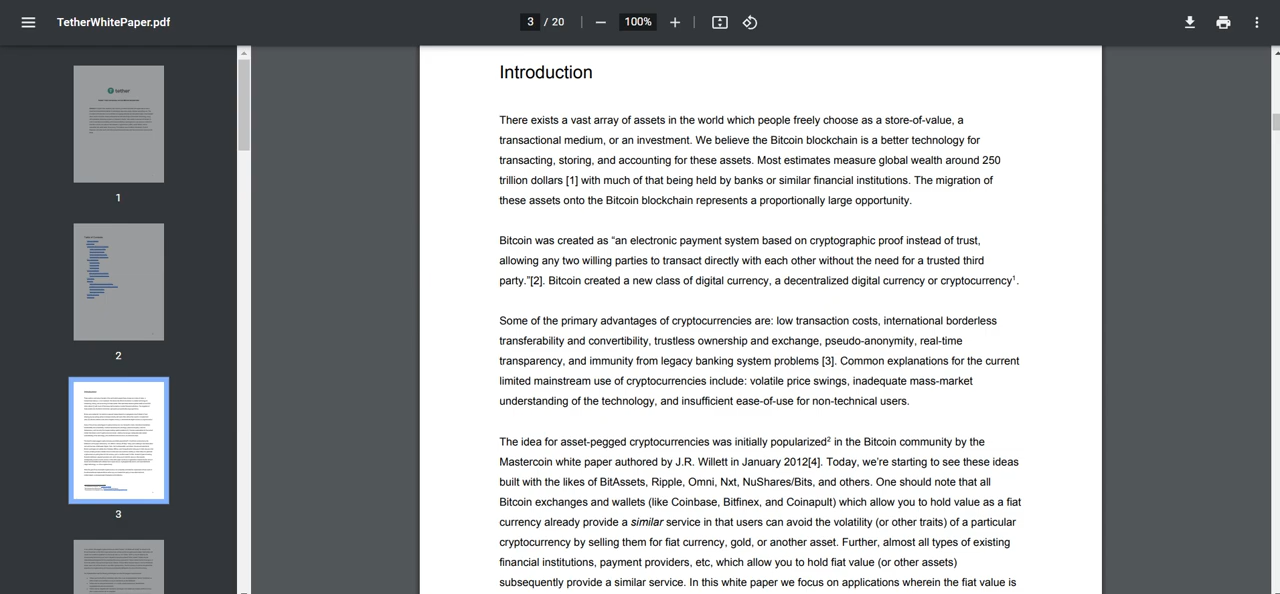 TetherWhitePaper.pdf
3 / 20
100%
tether
1
2
3
Introduction
There exists a vast array of assets in the world which people freely choose as a store-of-value, a
transactional medium, or an investment. We believe the Bitcoin blockchain is a better technology for
transacting, storing, and accounting for these assets. Most estimates measure global wealth around 250
trillion dollars [1] with much of that being held by banks or similar financial institutions. The migration of
these assets onto the Bitcoin blockchain represents a proportionally large opportunity.
Bitcoin was created as “an electronic payment system based on cryptographic proof instead of trust,
allowing any two willing parties to transact directly with each other without the need for a trusted third
party.”[2]. Bitcoin created a new class of digital currency, a decentralized digital currency or cryptocurrency¹.
Some of the primary advantages of cryptocurrencies are: low transaction costs, international borderless
transferability and convertibility, trustless ownership and exchange, pseudo-anonymity, real-time
transparency, and immunity from legacy banking system problems [3]. Common explanations for the current
limited mainstream use of cryptocurrencies include: volatile price swings, inadequate mass-market
understanding of the technology, and insufficient ease-of-use for non-technical users.
The idea for asset-pegged cryptocurrencies was initially popularized² in the Bitcoin community by the
Mastercoin white paper authored by J.R. Willett in January 2012[4]. Today, we’re starting to see these ideas
built with the likes of BitAssets, Ripple, Omni, Nxt, NuShares/Bits, and others. One should note that all
Bitcoin exchanges and wallets (like Coinbase, Bitfinex, and Coinapult) which allow you to hold value as a fiat
currency already provide a similar service in that users can avoid the volatility (or other traits) of a particular
cryptocurrency by selling them for fiat currency, gold, or another asset. Further, almost all types of existing
financial institutions, payment providers, etc, which allow you to hold fiat value (or other assets)
subsequently provide a similar service. In this white paper we focus on applications wherein the fiat value is